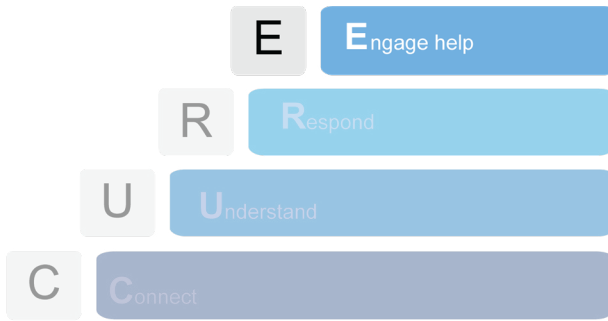 E Engage help
R Respond
U Understand
C Connect